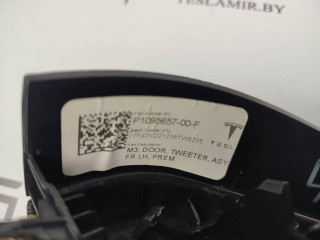 TESLAMIR.BY
P1095657-00-F
TESLA
M3, DOOR, TWEETER, ASY
FR LH, PREM